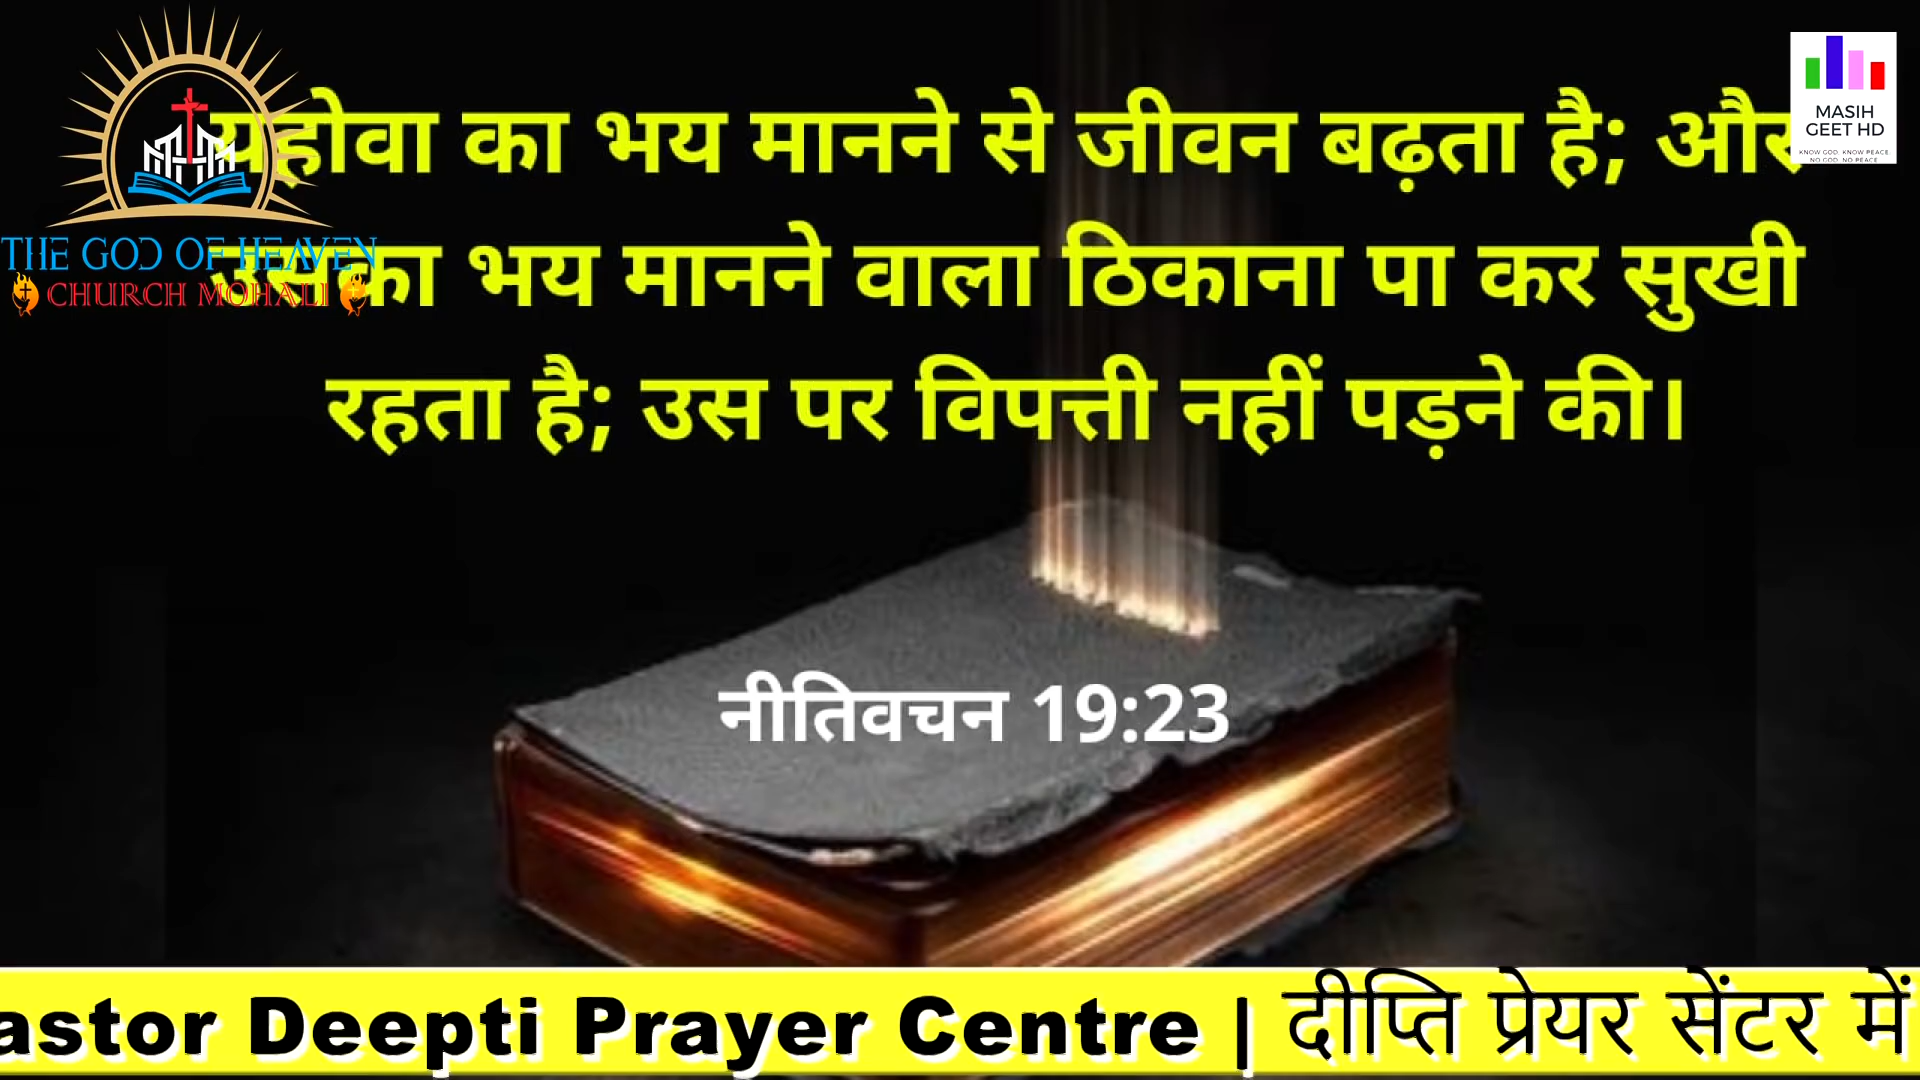 यहोवा का भय मानने से जीवन बढ़ता है; और
उसका भय मानने वाला ठिकाना पा कर सुखी
रहता है; उस पर विपत्ती नहीं पड़ने की।
नीतिवचन 19:23
THE GOD OF HEAVEN
CHURCH MOHALI
MASIH
GEET HD
KNOW GOD. KNOW PEACE.
NO GOD. NO PEACE
astor Deepti Prayer Centre | दीप्ति प्रेयर सेंटर में